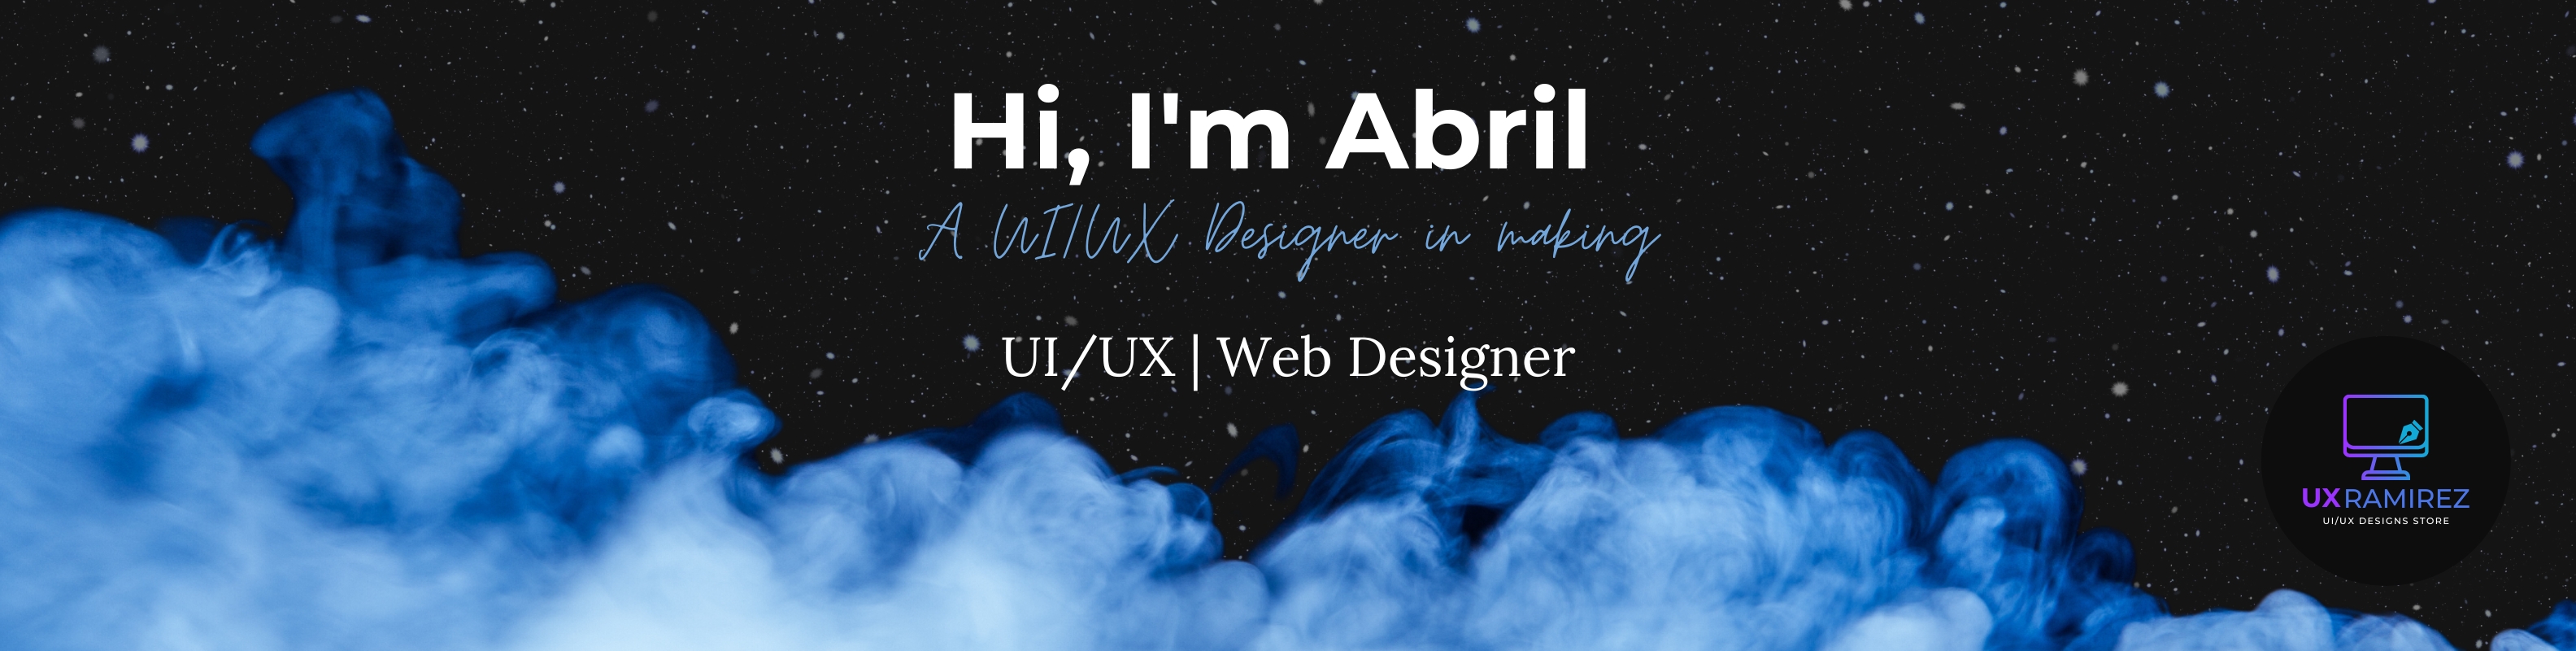 Hi, I'm Abril
A UI/UX Designer in making
UI/UX | Web Designer
UXRAMIREZ
UI/UX DESIGNS STORE